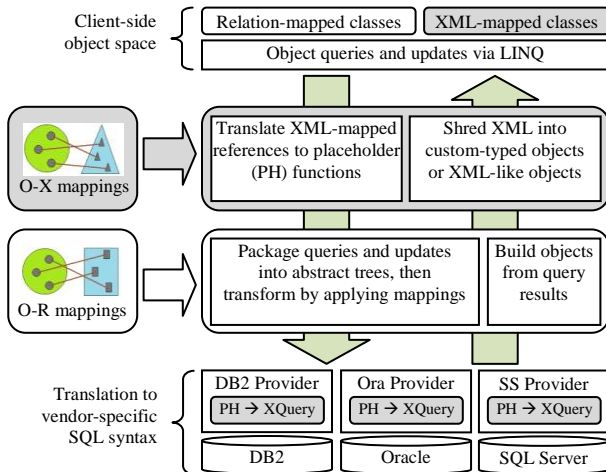 Client-side
object space
Relation-mapped classes
XML-mapped classes
Object queries and updates via LINQ
O-X mappings
Translate XML-mapped
references to placeholder
(PH) functions
Shred XML into
custom-typed objects
or XML-like objects
O-R mappings
Package queries and updates
into abstract trees, then
transform by applying mappings
Build objects
from query
results
Translation to
vendor-specific
SQL syntax
DB2 Provider
PH → XQuery
DB2
Ora Provider
PH → XQuery
Oracle
SS Provider
PH → XQuery
SQL Server